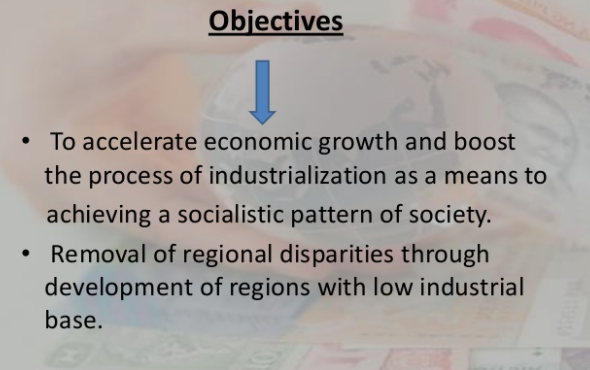 Objectives
• To accelerate economic growth and boost
the process of industrialization as a means to
achieving a socialistic pattern of society.
• Removal of regional disparities through
development of regions with low industrial
base.